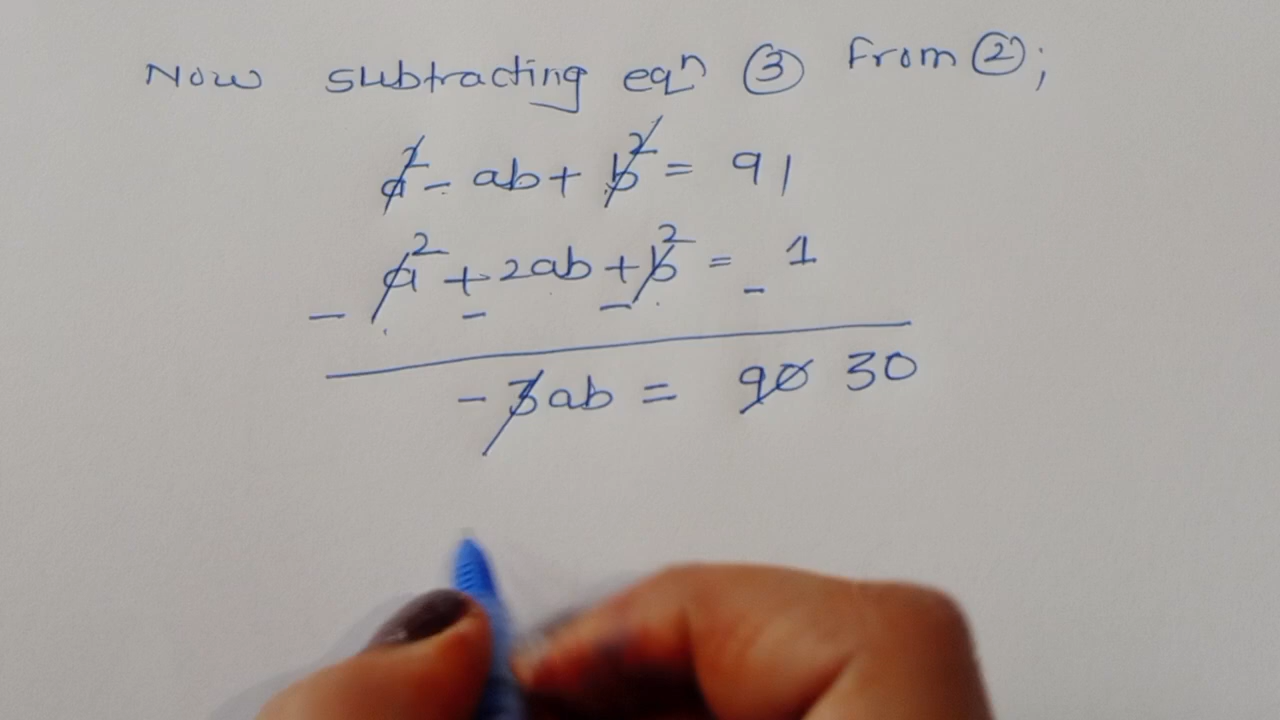 Now subtracting eqⁿ ③ from ②;
a² - ab + b² = 91
a² + 2ab + b² = 1
- - - -
- 3ab = 90 30